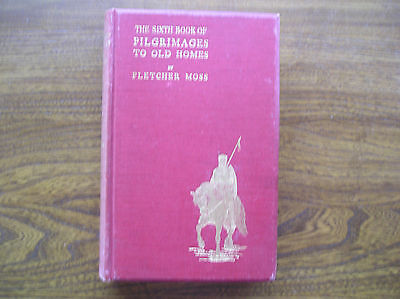 THE SIXTH BOOK OF
PILGRIMAGES
TO OLD HOMES
BY
FLETCHER MOSS